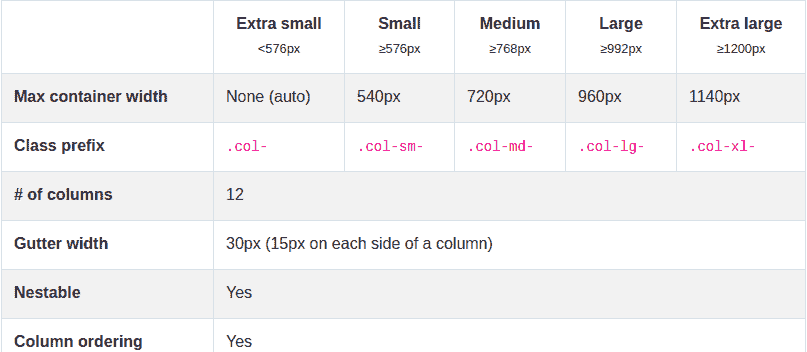 Extra small Small Medium Large Extra large
<576px ≥576px ≥768px ≥992px ≥1200px
Max container width None (auto) 540px 720px 960px 1140px
Class prefix .col- .col-sm- .col-md- .col-lg- .col-xl-
# of columns 12
Gutter width 30px (15px on each side of a column)
Nestable Yes
Column ordering Yes